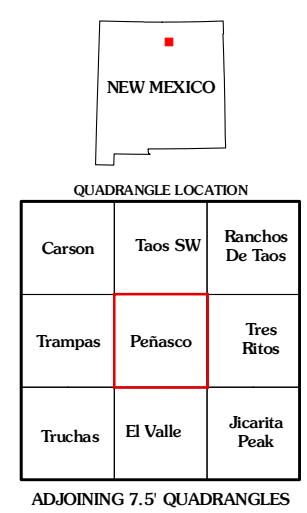 NEW MEXICO
QUADRANGLE LOCATION
Carson
Taos SW
Ranchos
De Taos
Trampas
Peñasco
Tres
Ritos
Truchas
El Valle
Jicarita
Peak
ADJOINING 7.5' QUADRANGLES